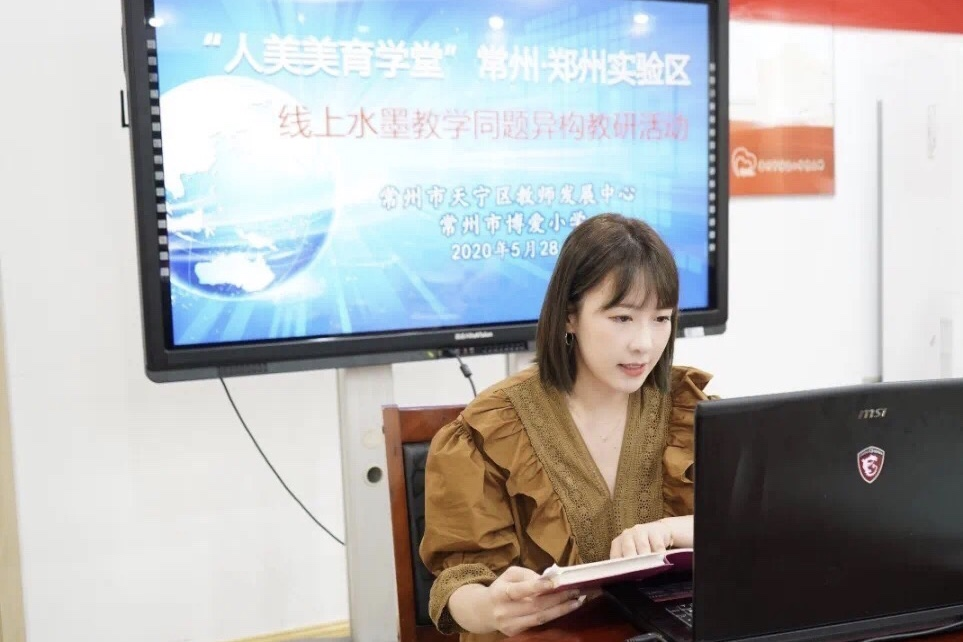 “人美美育学堂”常州·郑州实验区
线上水墨教学同题异构教研活动
常州市天宁区教师发展中心
常州市博爱小学
2020年5月28
msi